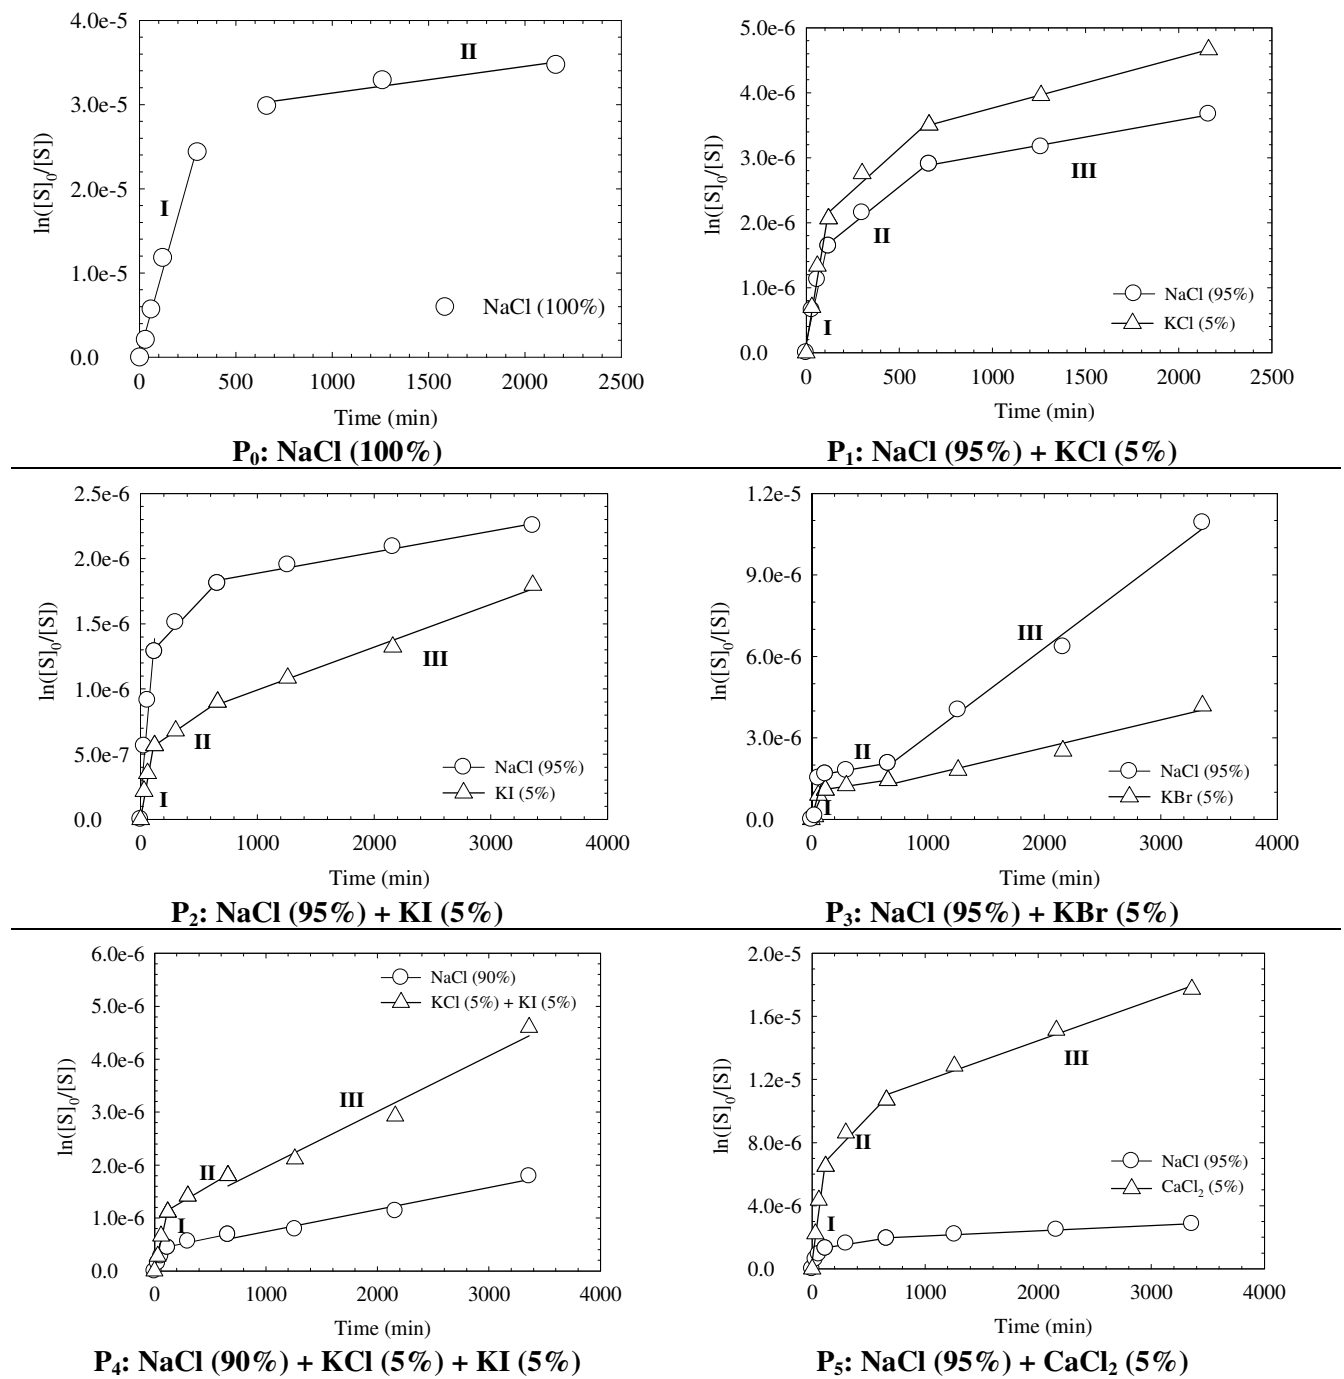 4.0e-5
3.0e-5
2.0e-5
1.0e-5
0.0
ln([S]₀/[S])
I
II
NaCl (100%)
0 500 1000 1500 2000 2500
Time (min)
P₀: NaCl (100%)
5.0e-6
4.0e-6
3.0e-6
2.0e-6
1.0e-6
0.0
ln([S]₀/[S])
I
II
III
NaCl (95%)
KCl (5%)
0 500 1000 1500 2000 2500
Time (min)
P₁: NaCl (95%) + KCl (5%)
2.5e-6
2.0e-6
1.5e-6
1.0e-6
5.0e-7
0.0
ln([S]₀/[S])
I
II
III
NaCl (95%)
KI (5%)
0 1000 2000 3000 4000
Time (min)
P₂: NaCl (95%) + KI (5%)
1.2e-5
9.0e-6
6.0e-6
3.0e-6
0.0
ln([S]₀/[S])
I
II
III
NaCl (95%)
KBr (5%)
0 1000 2000 3000 4000
Time (min)
P₃: NaCl (95%) + KBr (5%)
6.0e-6
5.0e-6
4.0e-6
3.0e-6
2.0e-6
1.0e-6
0.0
ln([S]₀/[S])
NaCl (90%)
KCl (5%) + KI (5%)
III
II
I
0 1000 2000 3000 4000
Time (min)
P₄: NaCl (90%) + KCl (5%) + KI (5%)
2.0e-5
1.6e-5
1.2e-5
8.0e-6
4.0e-6
0.0
ln([S]₀/[S])
III
II
I
NaCl (95%)
CaCl₂ (5%)
0 1000 2000 3000 4000
Time (min)
P₅: NaCl (95%) + CaCl₂ (5%)